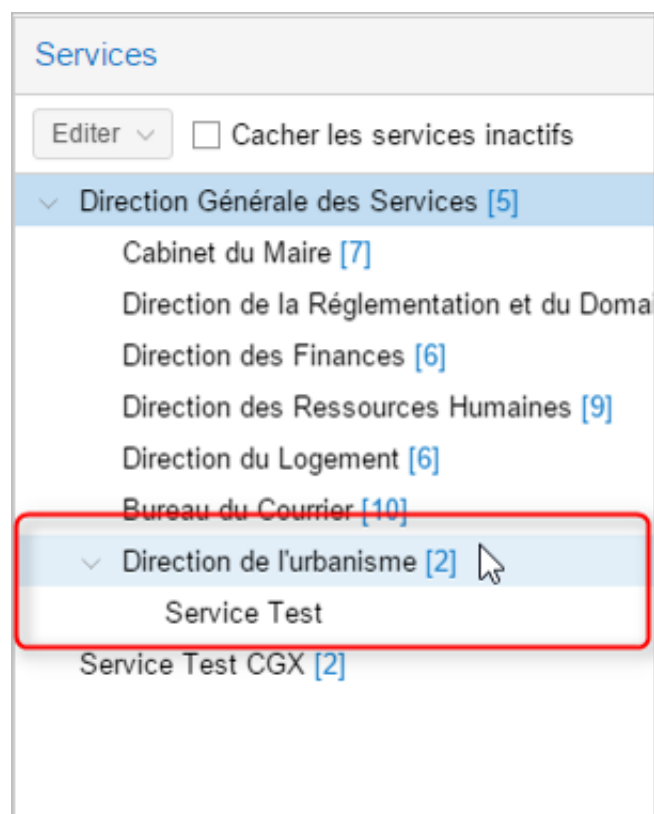 Services
Editer Cacher les services inactifs
Direction Générale des Services [5]
Cabinet du Maire [7]
Direction de la Réglementation et du Domai
Direction des Finances [6]
Direction des Ressources Humaines [9]
Direction du Logement [6]
Bureau du Courrier [10]
Direction de l'urbanisme [2]
Service Test
Service Test CGX [2]